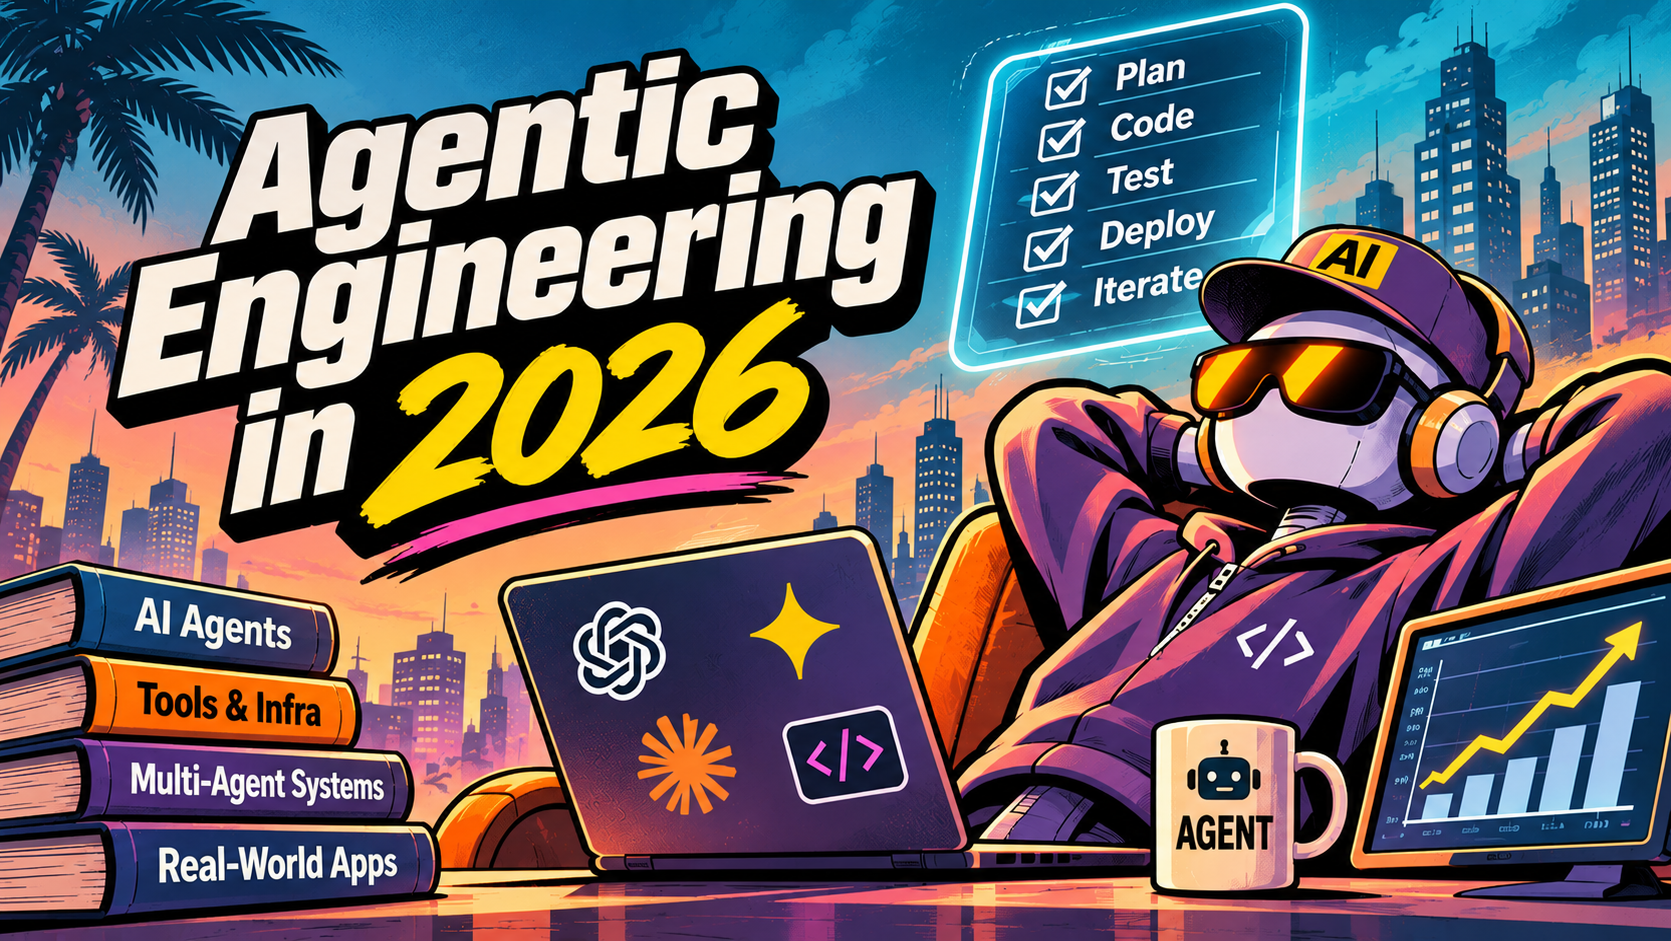 Agentic
Engineering
in 2026
Plan
Code
Test
Deploy
Iterate
AI
AI Agents
Tools & Infra
Multi-Agent Systems
Real-World Apps
</>
</>
AGENT